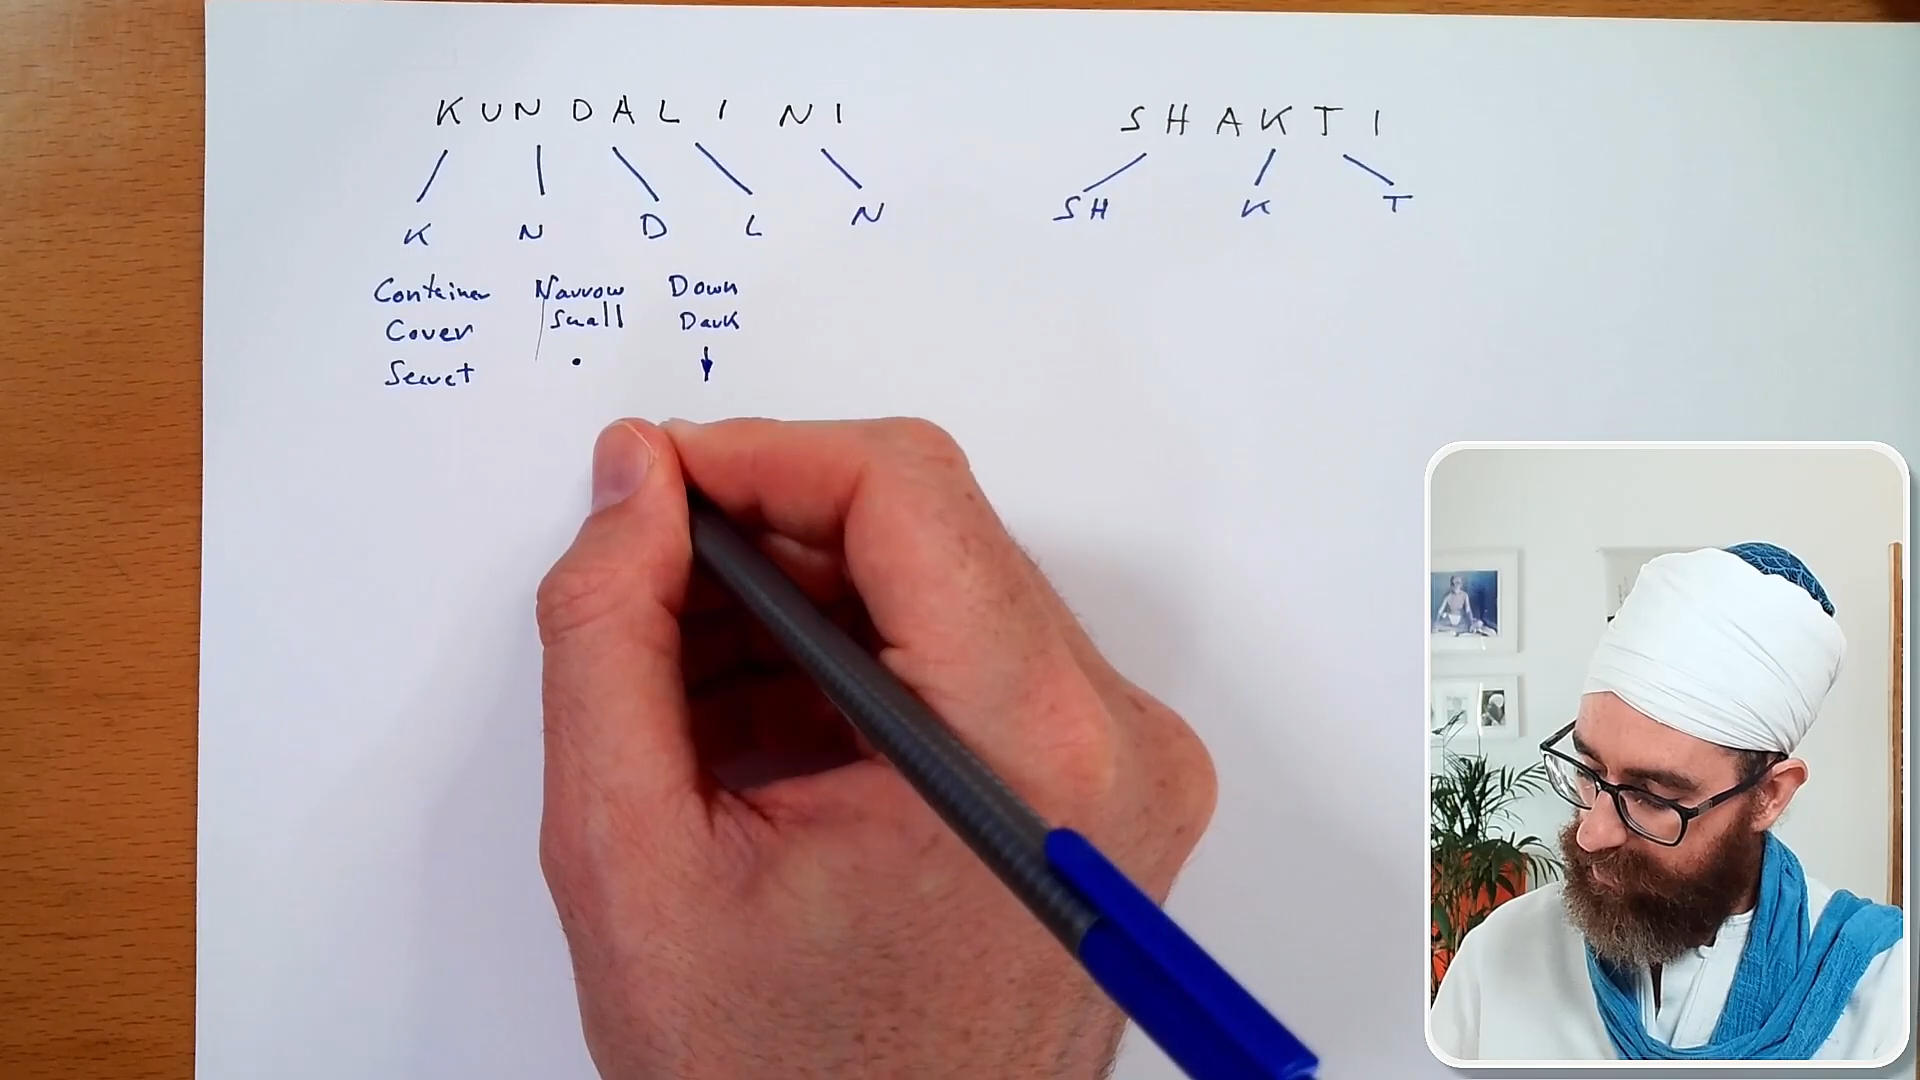 KUNDALINI SHAKTI
K N D L N SH K T
Container Narrow Down
Cover Small Dark
Secret